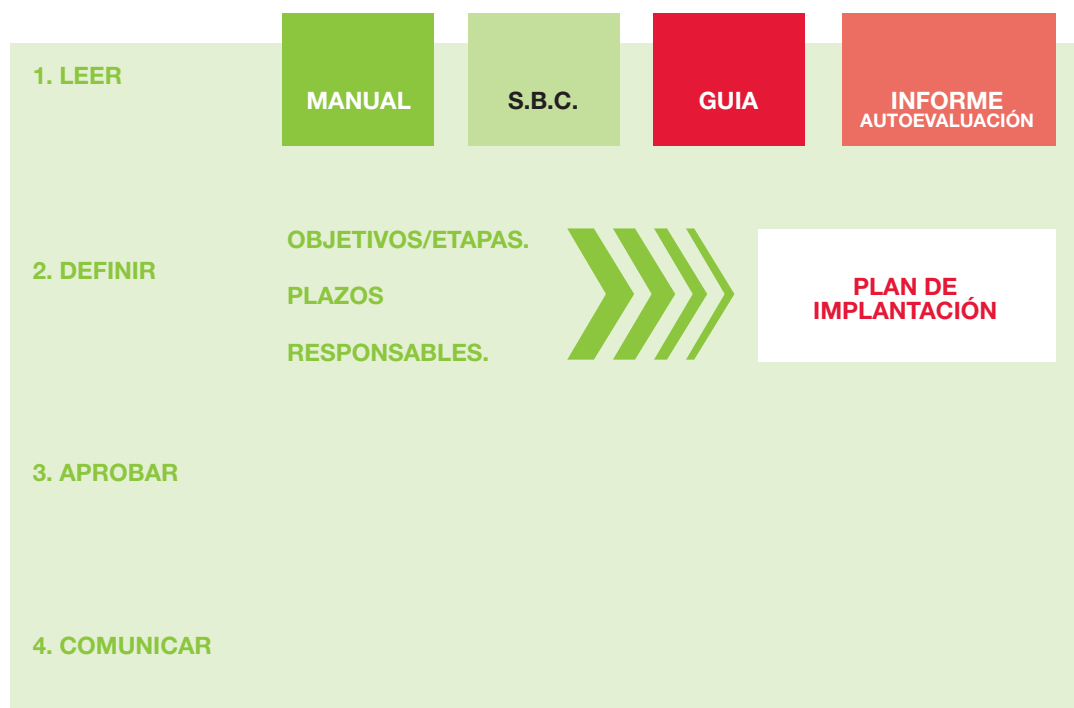 1. LEER
MANUAL
S.B.C.
GUIA
INFORME
AUTOEVALUACIÓN
2. DEFINIR
OBJETIVOS/ETAPAS.
PLAZOS
RESPONSABLES.
PLAN DE
IMPLANTACIÓN
3. APROBAR
4. COMUNICAR